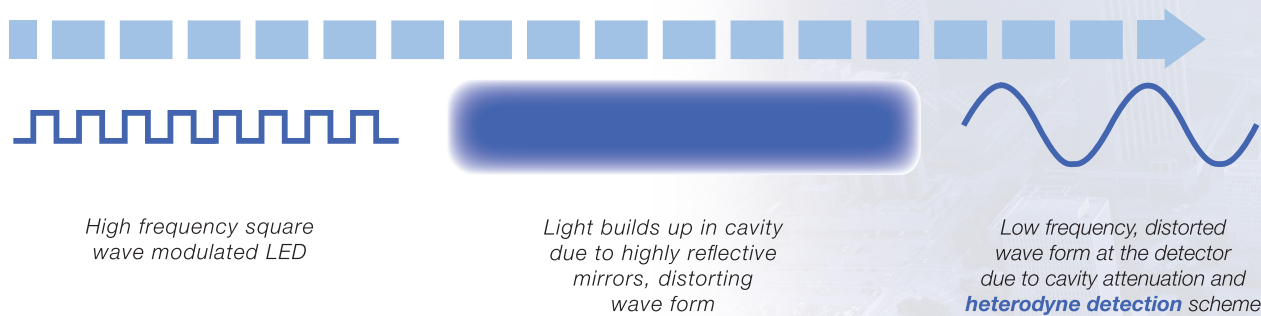 High frequency square
wave modulated LED
Light builds up in cavity
due to highly reflective
mirrors, distorting
wave form
Low frequency, distorted
wave form at the detector
due to cavity attenuation and
heterodyne detection scheme